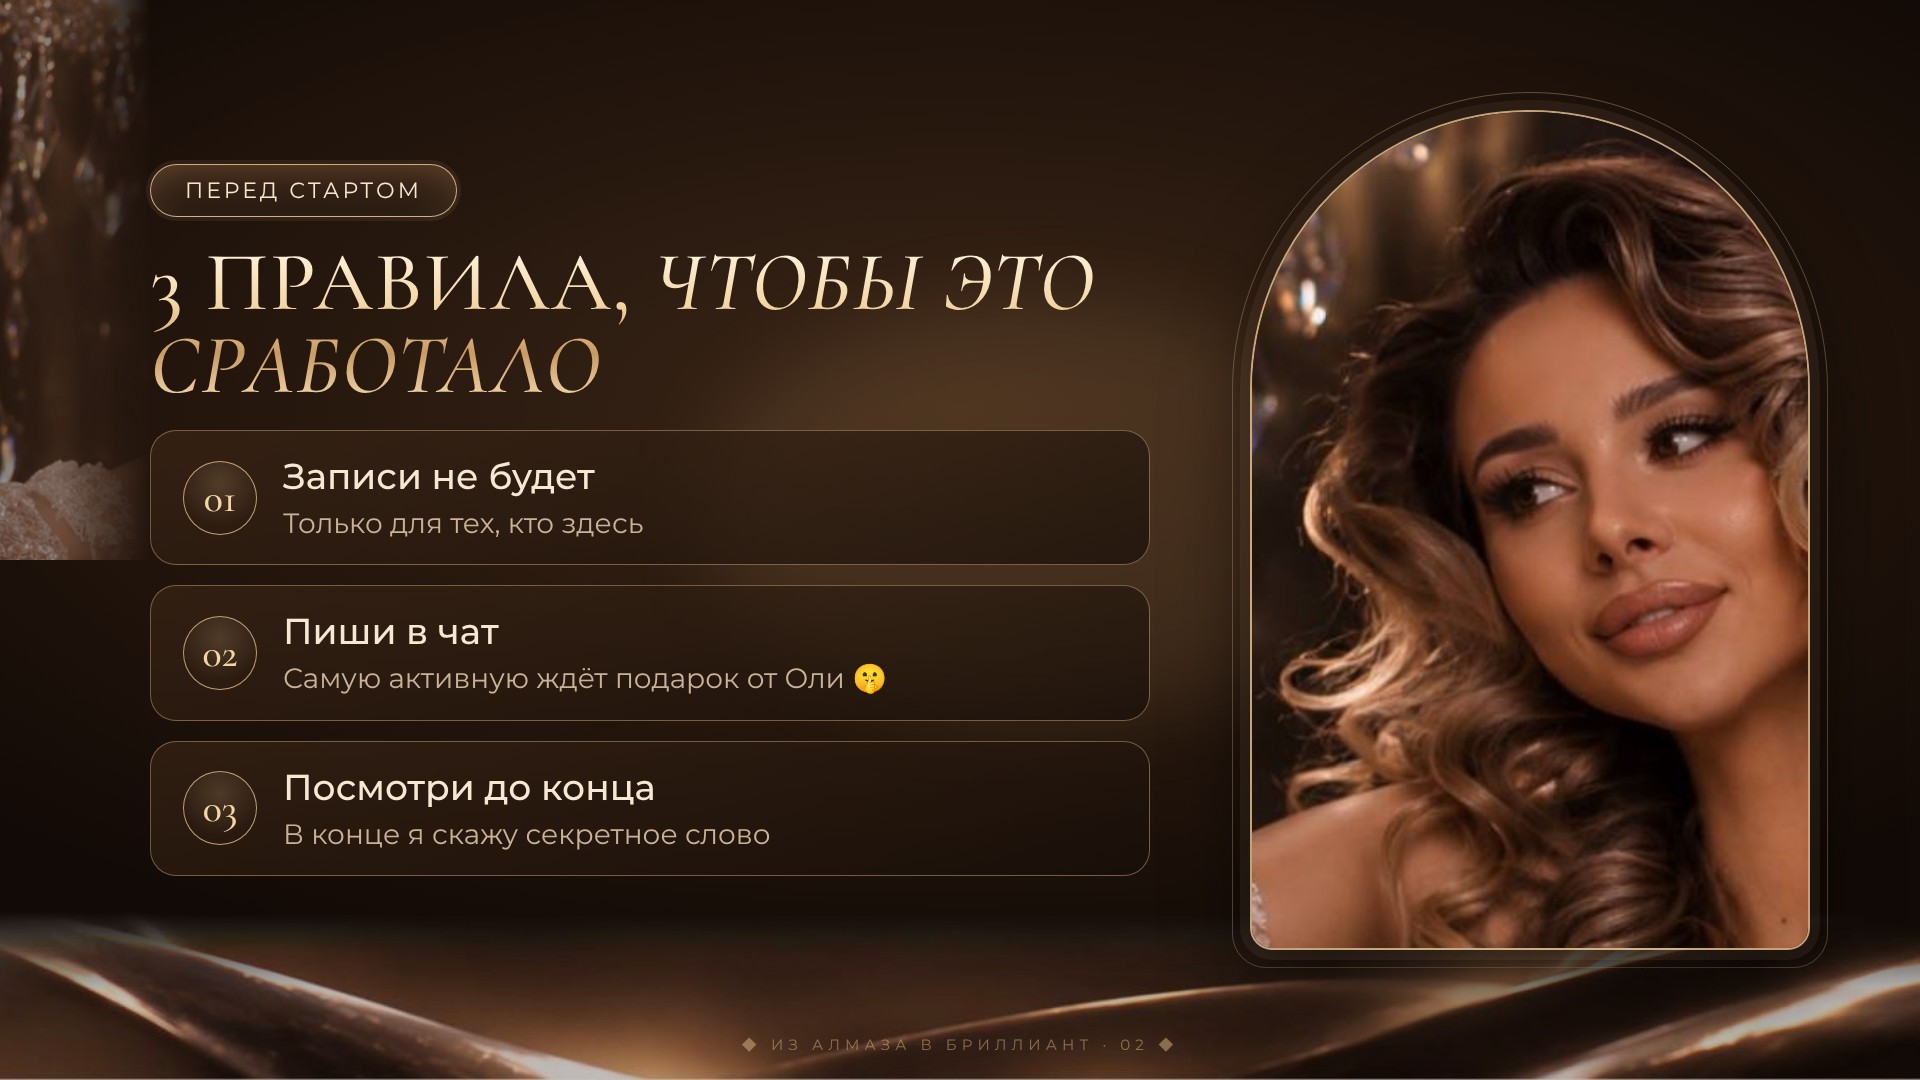 ПЕРЕД СТАРТОМ
3 ПРАВИЛА, ЧТОБЫ ЭТО
СРАБОТАЛО
01
Записи не будет
Только для тех, кто здесь
02
Пиши в чат
Самую активную ждёт подарок от Оли 🤫
03
Посмотри до конца
В конце я скажу секретное слово
◆ ИЗ АЛМАЗА В БРИЛЛИАНТ · 02 ◆